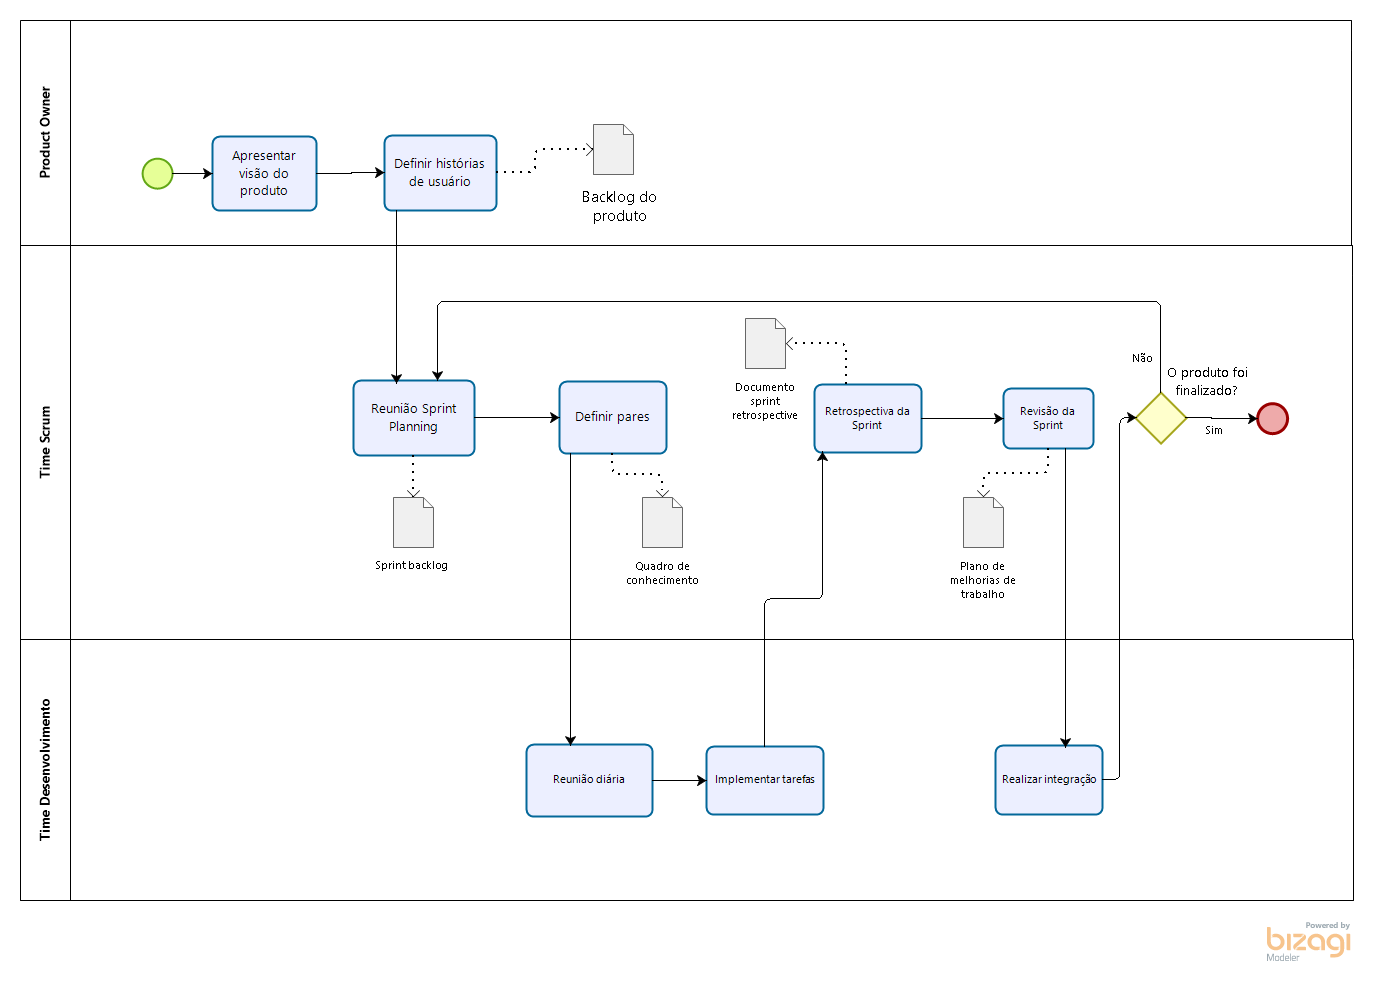 Product Owner
Apresentar
visão do
produto
Definir histórias
de usuário
Backlog do
produto
Time Scrum
Reunião Sprint
Planning
Sprint backlog
Definir pares
Quadro de
conhecimento
Documento
sprint
retrospective
Retrospectiva da
Sprint
Revisão da
Sprint
Plano de
melhorias de
trabalho
Não
O produto foi
finalizado?
Sim
Time Desenvolvimento
Reunião diária
Implementar tarefas
Realizar integração
Powered by
bizagi
Modeler